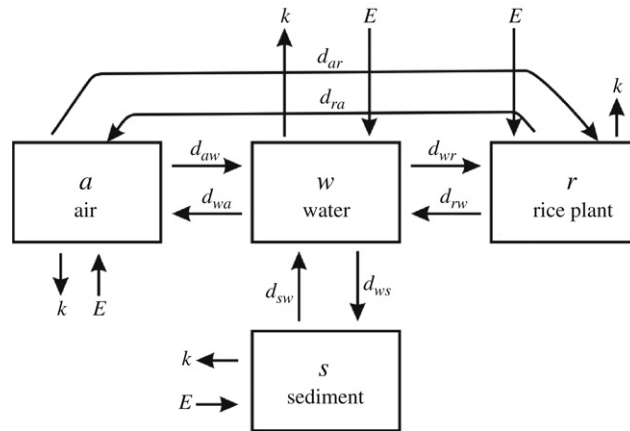 k
E
E
d_ar
k
d_ra
a
air
d_aw
d_wa
w
water
d_wr
d_rw
r
rice plant
k
E
d_sw
d_ws
k
E
s
sediment